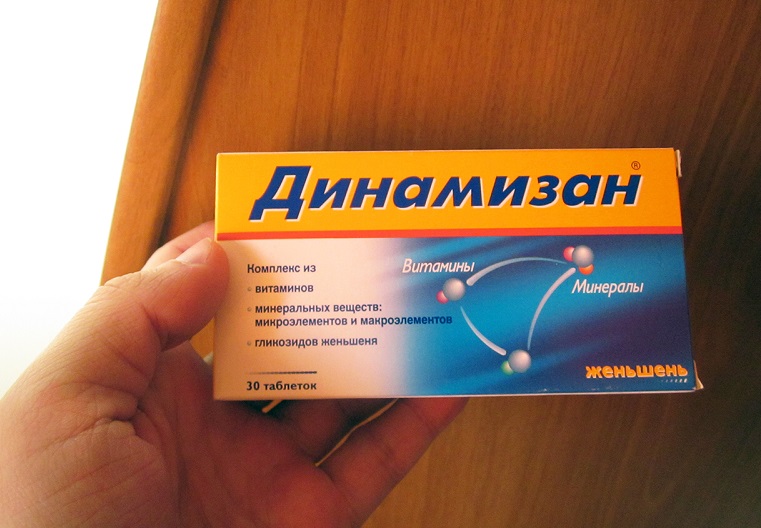 Динамизан®
Комплекс из
витаминов
минеральных веществ:
микроэлементов и макроэлементов
гликозидов женьшеня
30 таблеток
Витамины
Минералы
женьшень